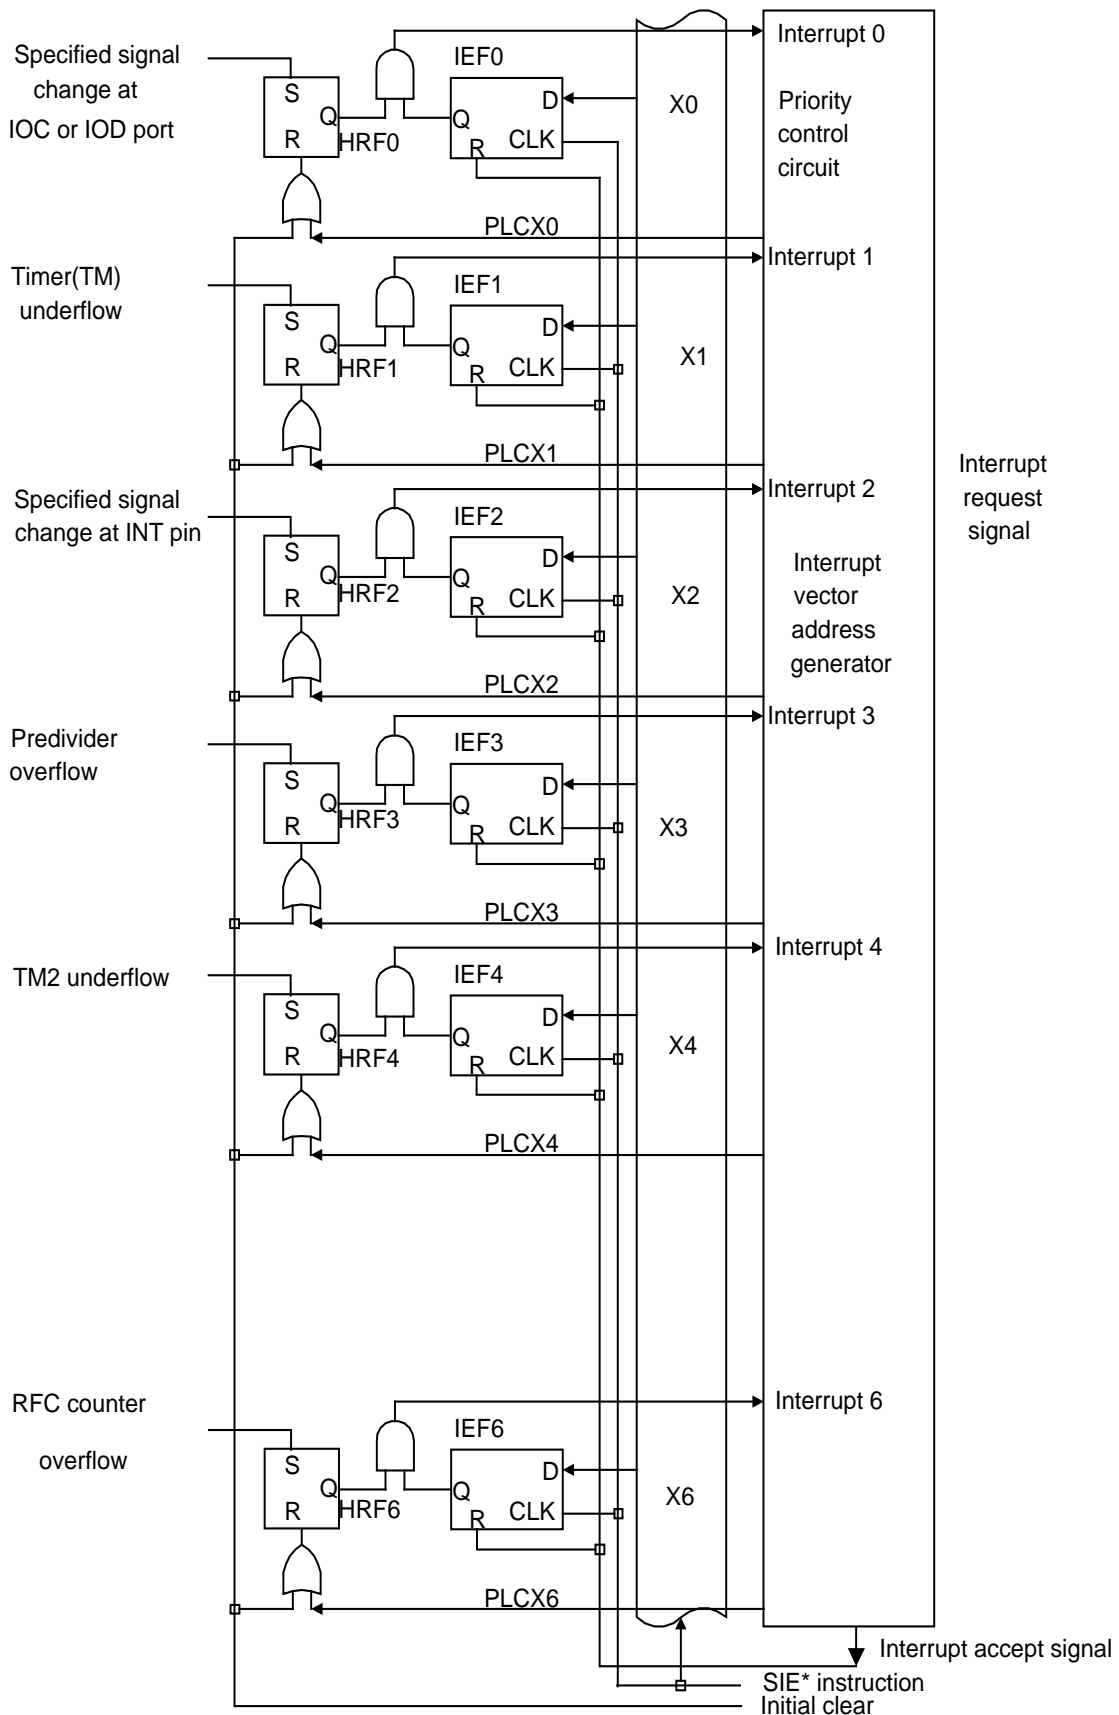 Interrupt 0
Specified signal
change at
IOC or IOD port
IEF0
S
Q
HRF0
R
Q
D
CLK
R
X0
Priority
control
circuit
PLCX0
Interrupt 1
Timer(TM)
underflow
IEF1
S
Q
HRF1
R
Q
D
CLK
R
X1
PLCX1
Interrupt
request
signal
Interrupt 2
Specified signal
change at INT pin
IEF2
S
Q
HRF2
R
Q
D
CLK
R
X2
Interrupt
vector
address
generator
PLCX2
Interrupt 3
Predivider
overflow
IEF3
S
Q
HRF3
R
Q
D
CLK
R
X3
PLCX3
Interrupt 4
TM2 underflow
IEF4
S
Q
HRF4
R
Q
D
CLK
R
X4
PLCX4
Interrupt 6
RFC counter
overflow
IEF6
S
Q
HRF6
R
Q
D
CLK
R
X6
PLCX6
Interrupt accept signal
SIE* instruction
Initial clear